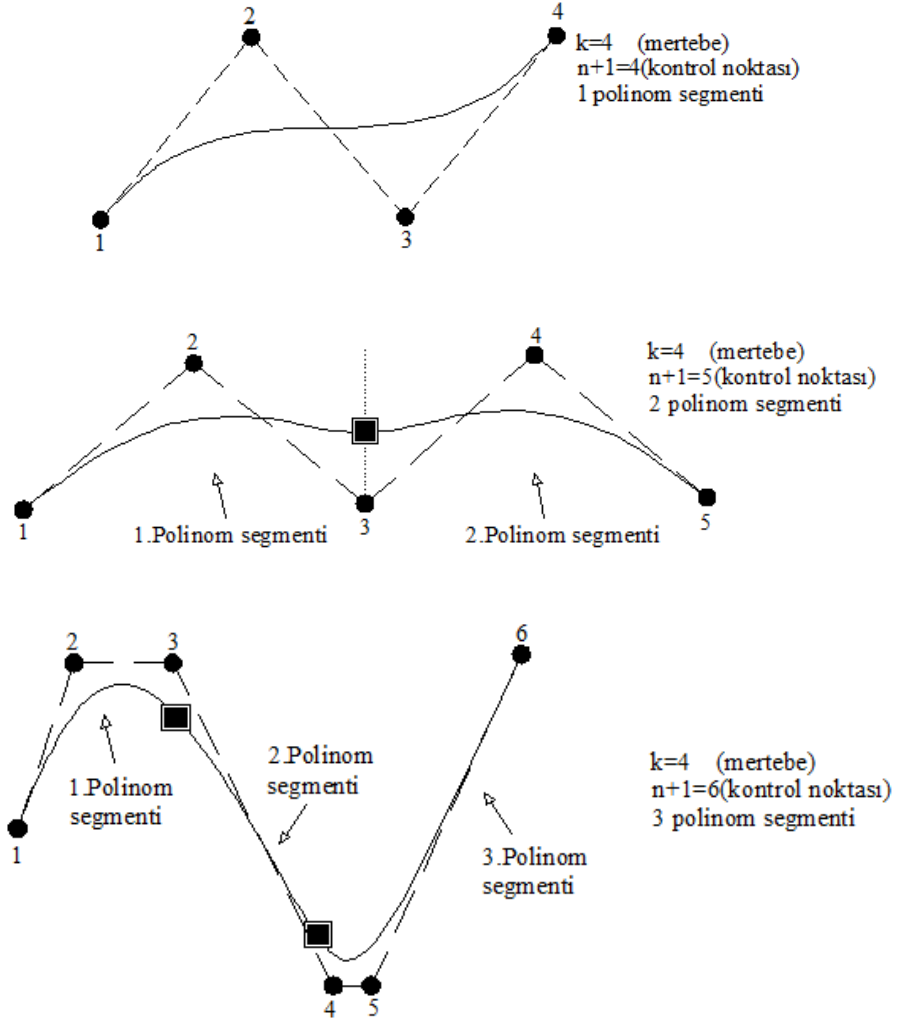 2
4
k=4 (mertebe)
n+1=4(kontrol noktası)
1 polinom segmenti
1
3
2
4
k=4 (mertebe)
n+1=5(kontrol noktası)
2 polinom segmenti
1
3
5
1.Polinom segmenti
2.Polinom segmenti
2
3
6
2.Polinom
segmenti
1.Polinom
segmenti
k=4 (mertebe)
n+1=6(kontrol noktası)
3 polinom segmenti
1
3.Polinom
segmenti
4
5